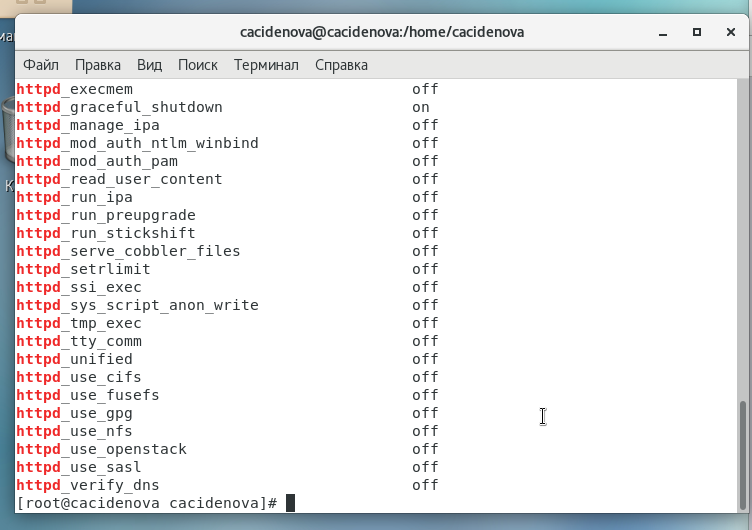 cacidenova@cacidenova:/home/cacidenova
Файл Правка Вид Поиск Терминал Справка
httpd_execmem off
httpd_graceful_shutdown on
httpd_manage_ipa off
httpd_mod_auth_ntlm_winbind off
httpd_mod_auth_pam off
httpd_read_user_content off
httpd_run_ipa off
httpd_run_preupgrade off
httpd_run_stickshift off
httpd_serve_cobbler_files off
httpd_setrlimit off
httpd_ssi_exec off
httpd_sys_script_anon_write off
httpd_tmp_exec off
httpd_tty_comm off
httpd_unified off
httpd_use_cifs off
httpd_use_fusefs off
httpd_use_gpg off
httpd_use_nfs off
httpd_use_openstack off
httpd_use_sasl off
httpd_verify_dns off
[root@cacidenova cacidenova]#